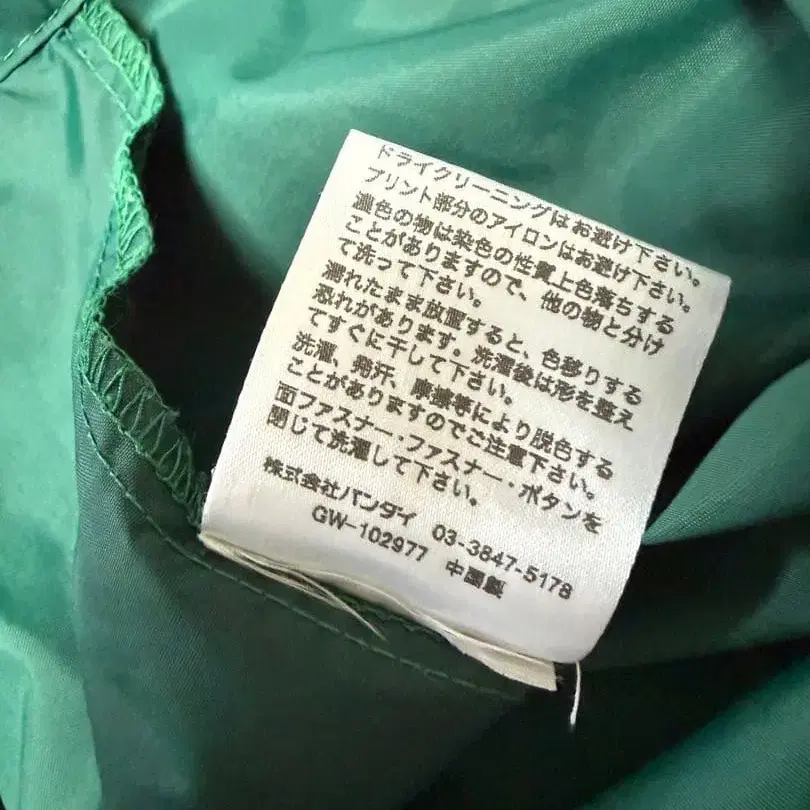 ドライクリーニングはお避け下さい。
プリント部分のアイロンはお避け下さい。
濃色の物は染色の性質上色落ちする
ことがありますので、他の物と分け
て洗って下さい。
濡れたまま放置すると、色移りする
恐れがあります。洗濯後は形を整え
てすぐに干して下さい。
洗濯、発汗、摩擦等により脱色する
ことがありますのでご注意下さい。
面ファスナー・ファスナー・ボタンを
閉じて洗濯して下さい。
株式会社バンダイ 03-3847-5178
GW-102977 中国製